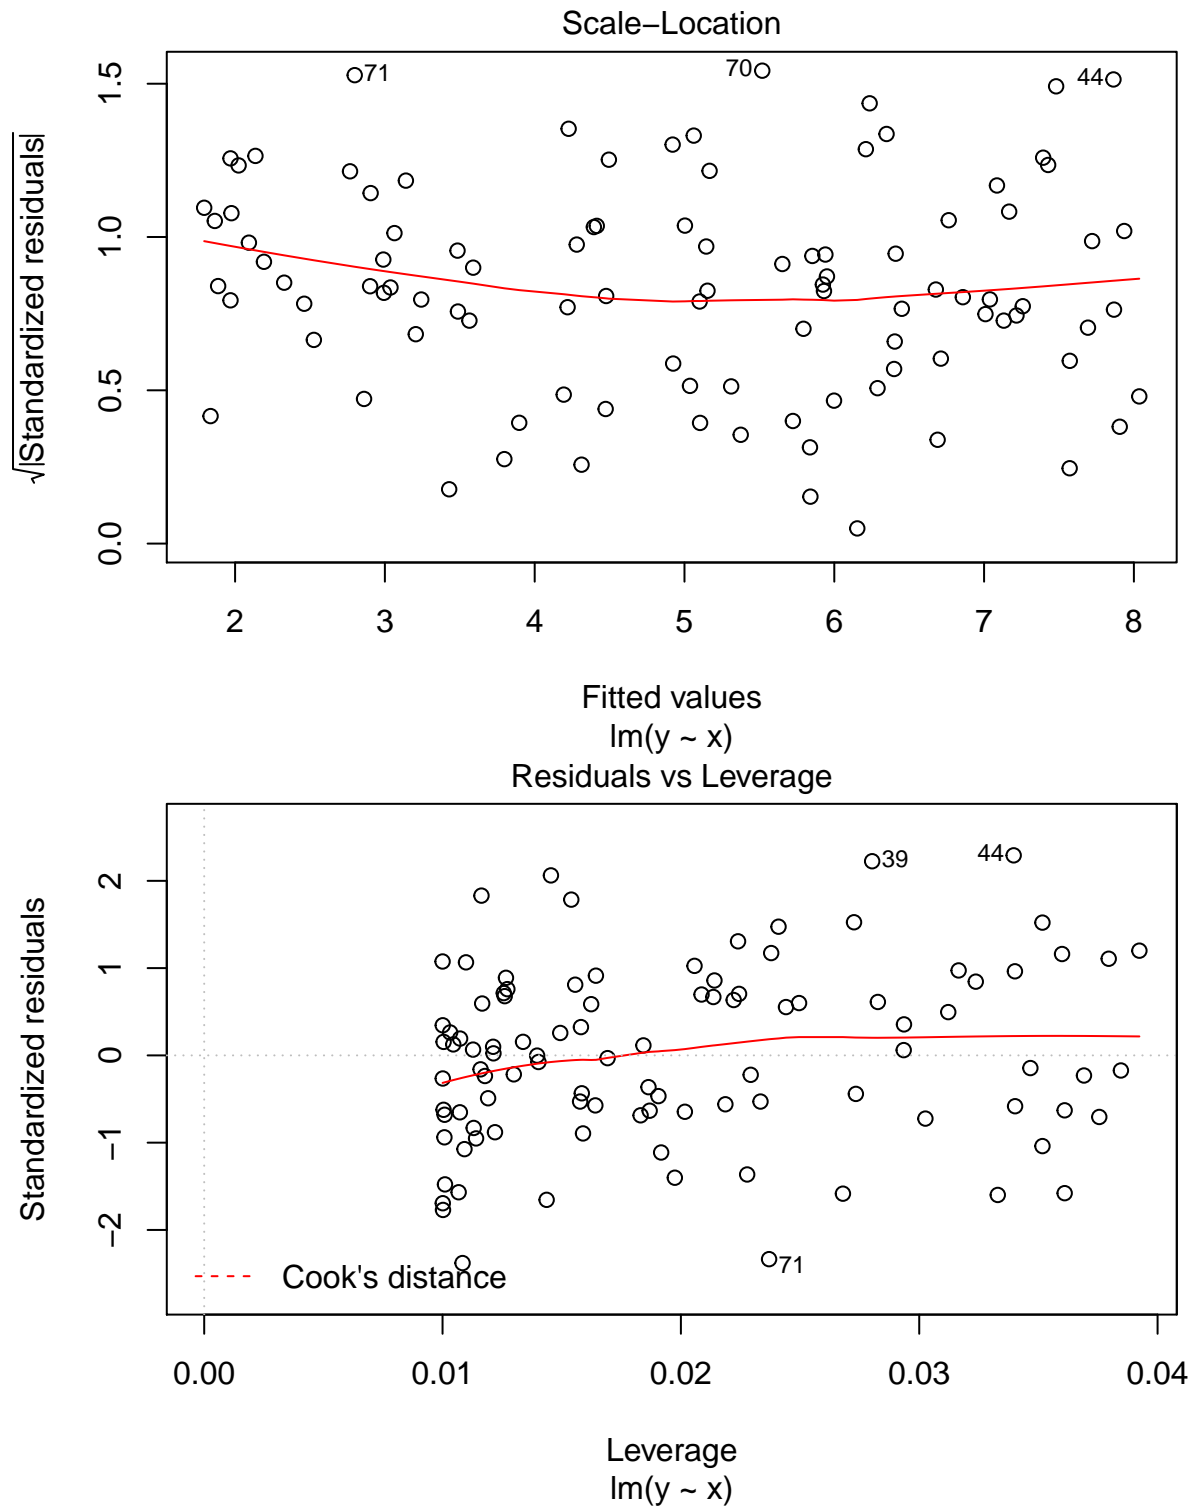 Scale−Location
√|Standardized residuals|
0.0 0.5 1.0 1.5
71
70
44
2 3 4 5 6 7 8
Fitted values
lm(y ~ x)
Residuals vs Leverage
Standardized residuals
−2 −1 0 1 2
39
44
71
Cook's distance
0.00 0.01 0.02 0.03 0.04
Leverage
lm(y ~ x)